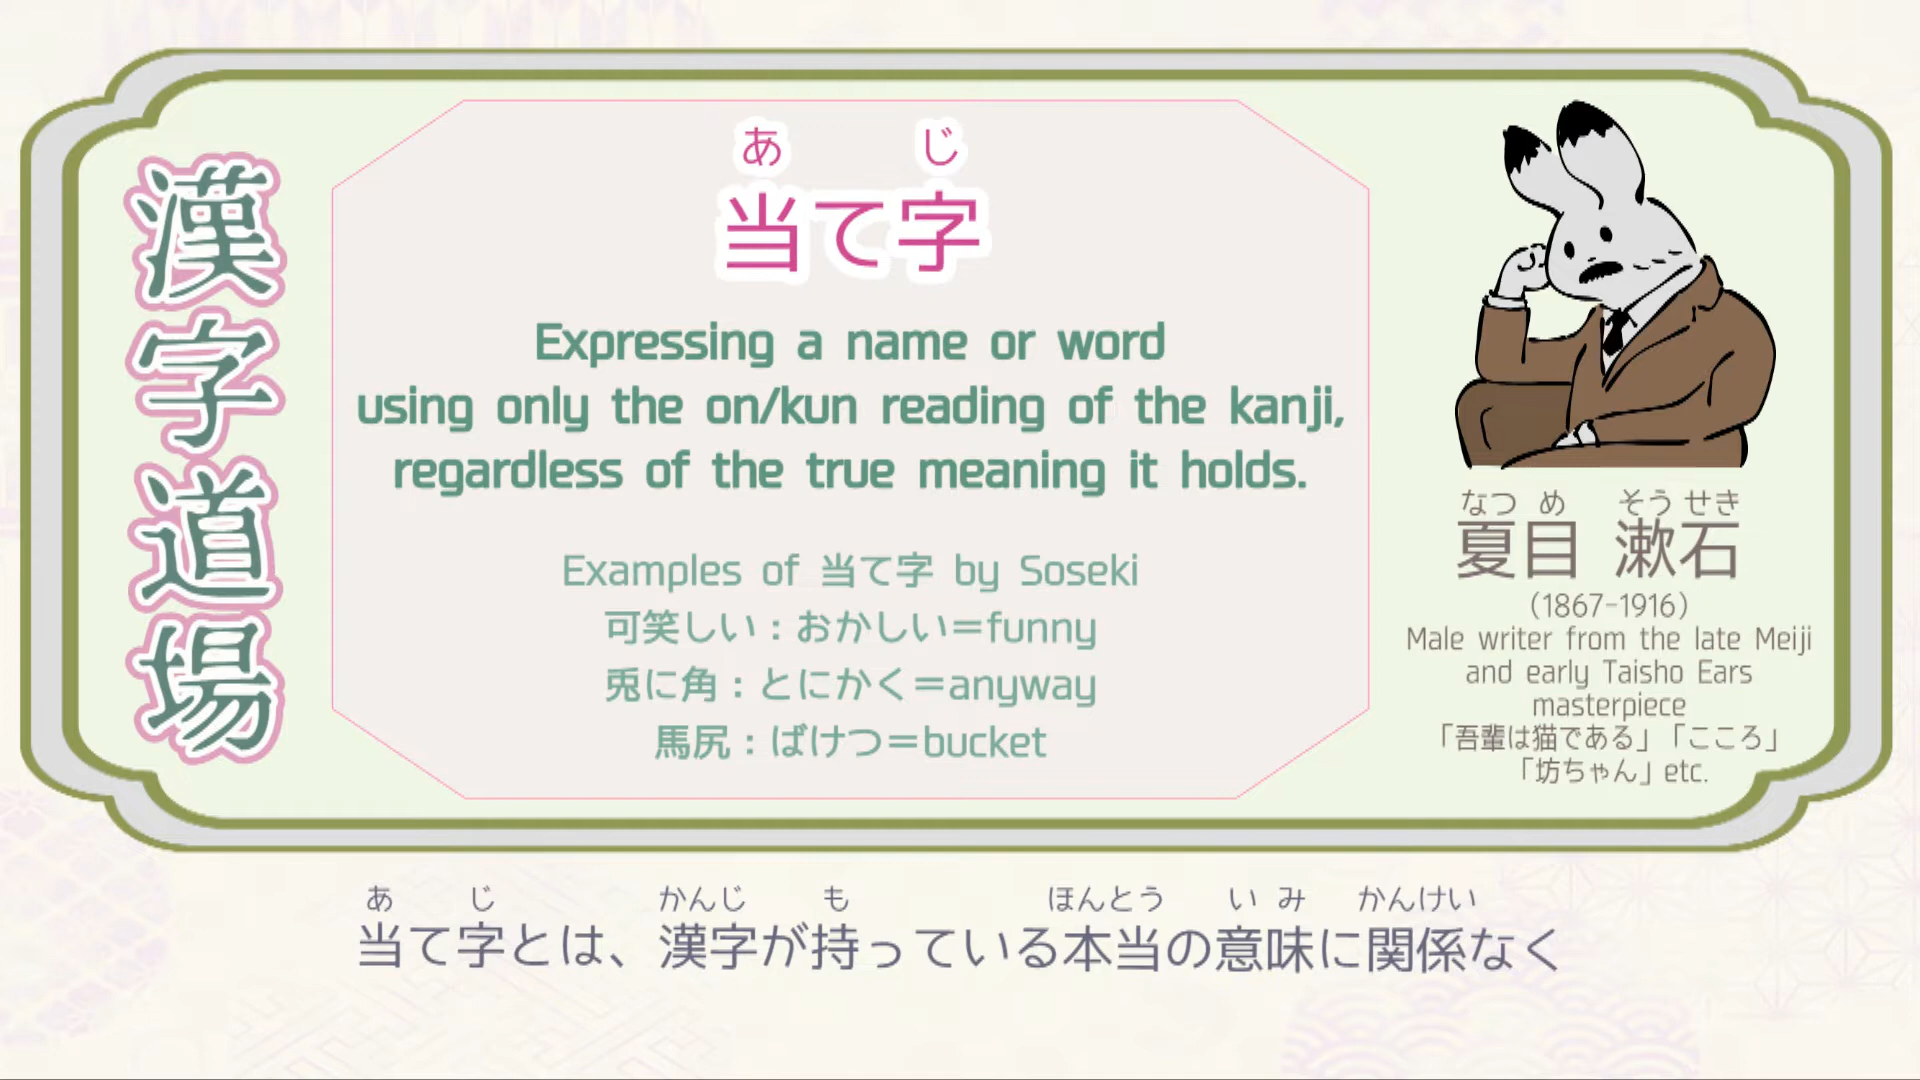 漢字道場
あ じ
当て字
Expressing a name or word
using only the on/kun reading of the kanji,
regardless of the true meaning it holds.
Examples of 当て字 by Soseki
可笑しい：おかしい＝funny
兎に角：とにかく＝anyway
馬尻：ばけつ＝bucket
なつ め そう せき
夏目 漱石
（1867-1916）
Male writer from the late Meiji
and early Taisho Ears
masterpiece
「吾輩は猫である」「こころ」
「坊ちゃん」etc.
あ じ かんじ も ほんとう い み かんけい
当て字とは、漢字が持っている本当の意味に関係なく